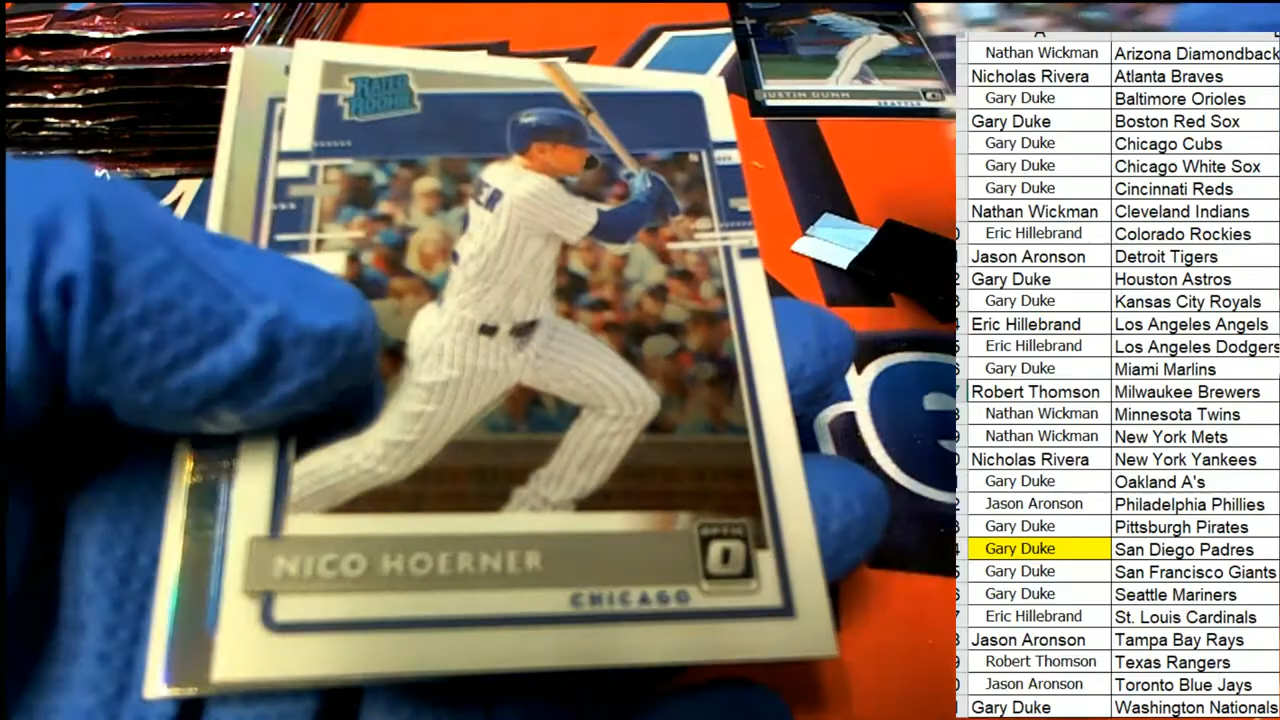 RATED
ROOKIE
NICO HOERNER
OPTIC
CHICAGO
JUSTIN DUNN
SEATTLE
A
Nathan Wickman Arizona Diamondback
Nicholas Rivera Atlanta Braves
Gary Duke Baltimore Orioles
Gary Duke Boston Red Sox
Gary Duke Chicago Cubs
Gary Duke Chicago White Sox
Gary Duke Cincinnati Reds
Nathan Wickman Cleveland Indians
Eric Hillebrand Colorado Rockies
Jason Aronson Detroit Tigers
Gary Duke Houston Astros
Gary Duke Kansas City Royals
Eric Hillebrand Los Angeles Angels
Eric Hillebrand Los Angeles Dodgers
Gary Duke Miami Marlins
Robert Thomson Milwaukee Brewers
Nathan Wickman Minnesota Twins
Nathan Wickman New York Mets
Nicholas Rivera New York Yankees
Gary Duke Oakland A's
Jason Aronson Philadelphia Phillies
Gary Duke Pittsburgh Pirates
Gary Duke San Diego Padres
Gary Duke San Francisco Giants
Gary Duke Seattle Mariners
Eric Hillebrand St. Louis Cardinals
Jason Aronson Tampa Bay Rays
Robert Thomson Texas Rangers
Jason Aronson Toronto Blue Jays
Gary Duke Washington Nationals